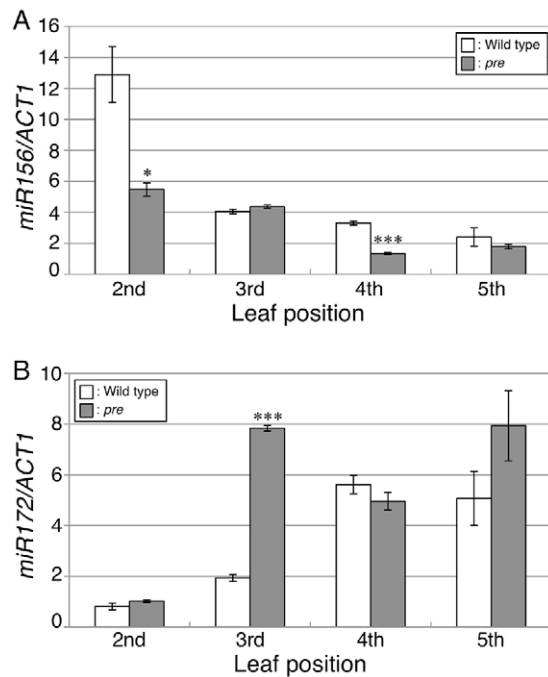 A
16
14
12
10
8
6
4
2
0
miR156/ACT1
: Wild type
: pre
*
***
2nd 3rd 4th 5th
Leaf position
B
10
8
6
4
2
0
miR172/ACT1
: Wild type
: pre
***
2nd 3rd 4th 5th
Leaf position